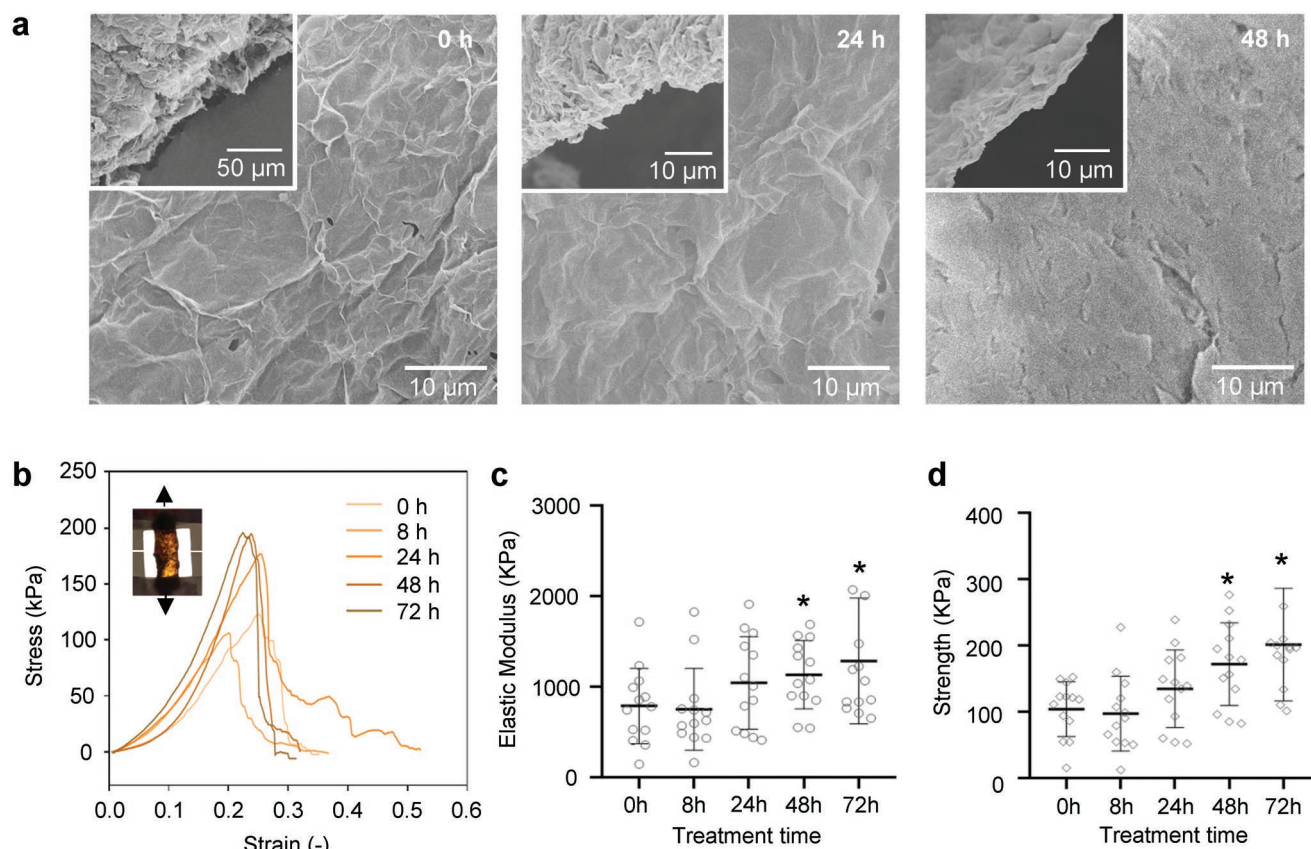 a
0 h
50 µm
10 µm
24 h
10 µm
10 µm
48 h
10 µm
10 µm
b
250
200
150
100
50
0
Stress (kPa)
0.0 0.1 0.2 0.3 0.4 0.5 0.6
Strain (-)
0 h
8 h
24 h
48 h
72 h
c
3000
2000
1000
0
Elastic Modulus (KPa)
* *
0h 8h 24h 48h 72h
Treatment time
d
400
300
200
100
0
Strength (KPa)
* *
0h 8h 24h 48h 72h
Treatment time